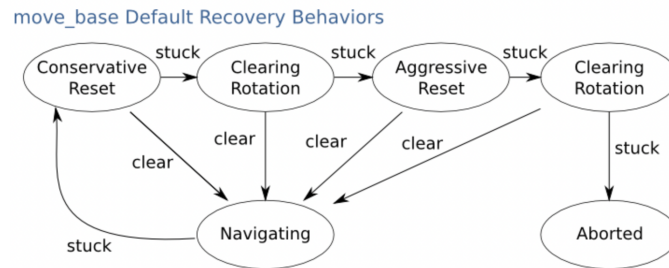 move_base Default Recovery Behaviors
stuck
stuck
stuck
Conservative
Reset
Clearing
Rotation
Aggressive
Reset
Clearing
Rotation
clear
clear
clear
clear
stuck
Navigating
Aborted
stuck